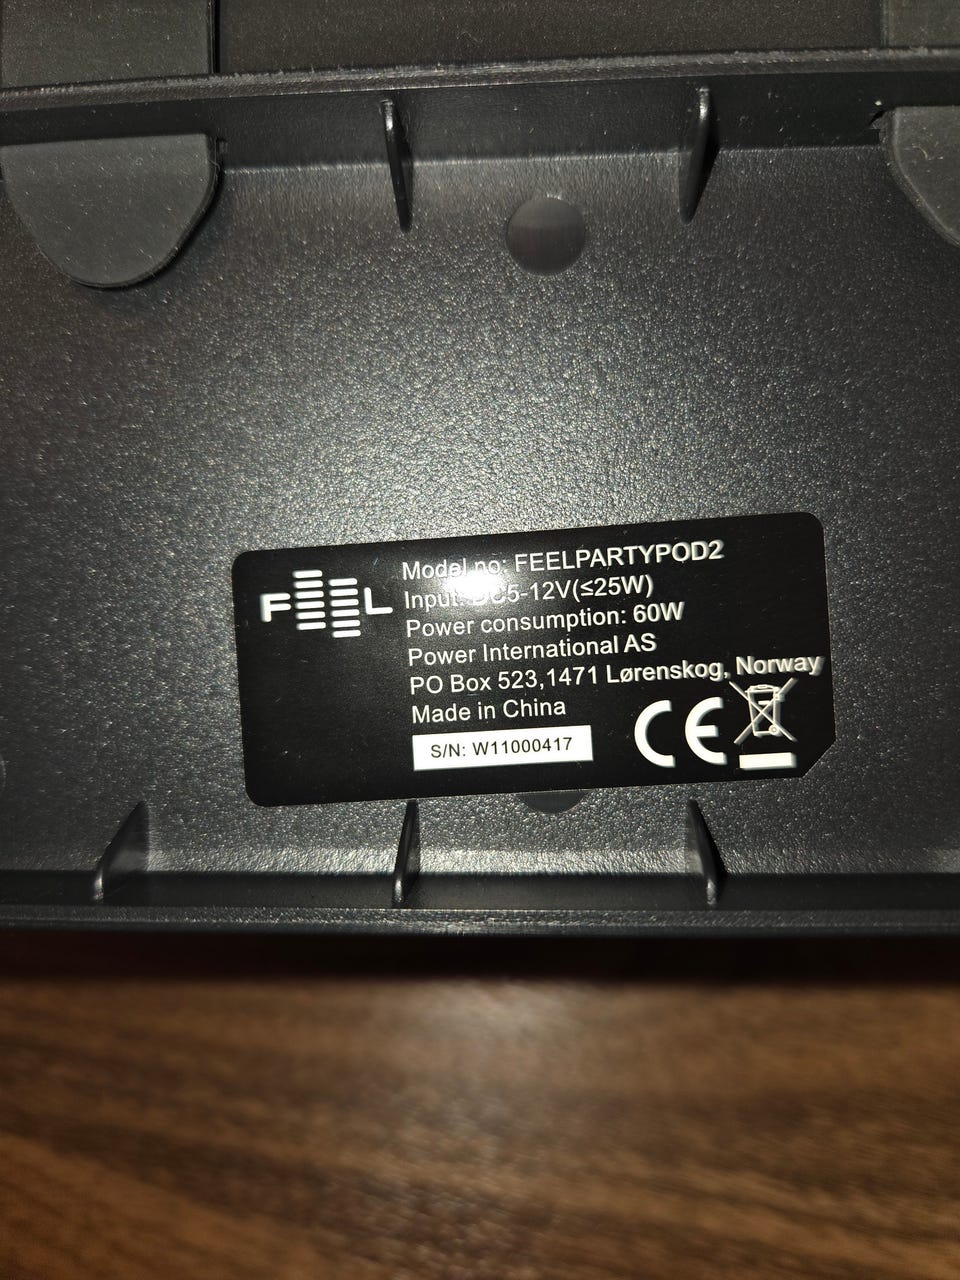 FEEL
Model no: FEELPARTYPOD2
Input: DC5-12V(≤25W)
Power consumption: 60W
Power International AS
PO Box 523,1471 Lørenskog, Norway
Made in China
S/N: W11000417
CE